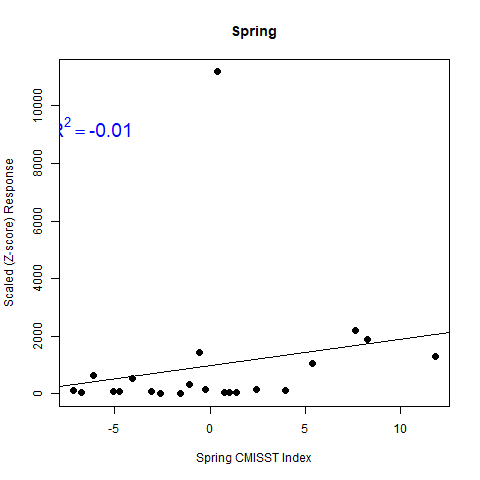 Spring
R² = -0.01
Scaled (Z-score) Response
0 2000 4000 6000 8000 10000
-5 0 5 10
Spring CMISST Index